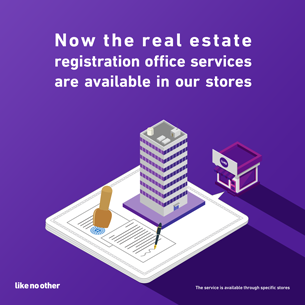 Now the real estate
registration office services
are available in our stores
like no other
The service is available through specific stores